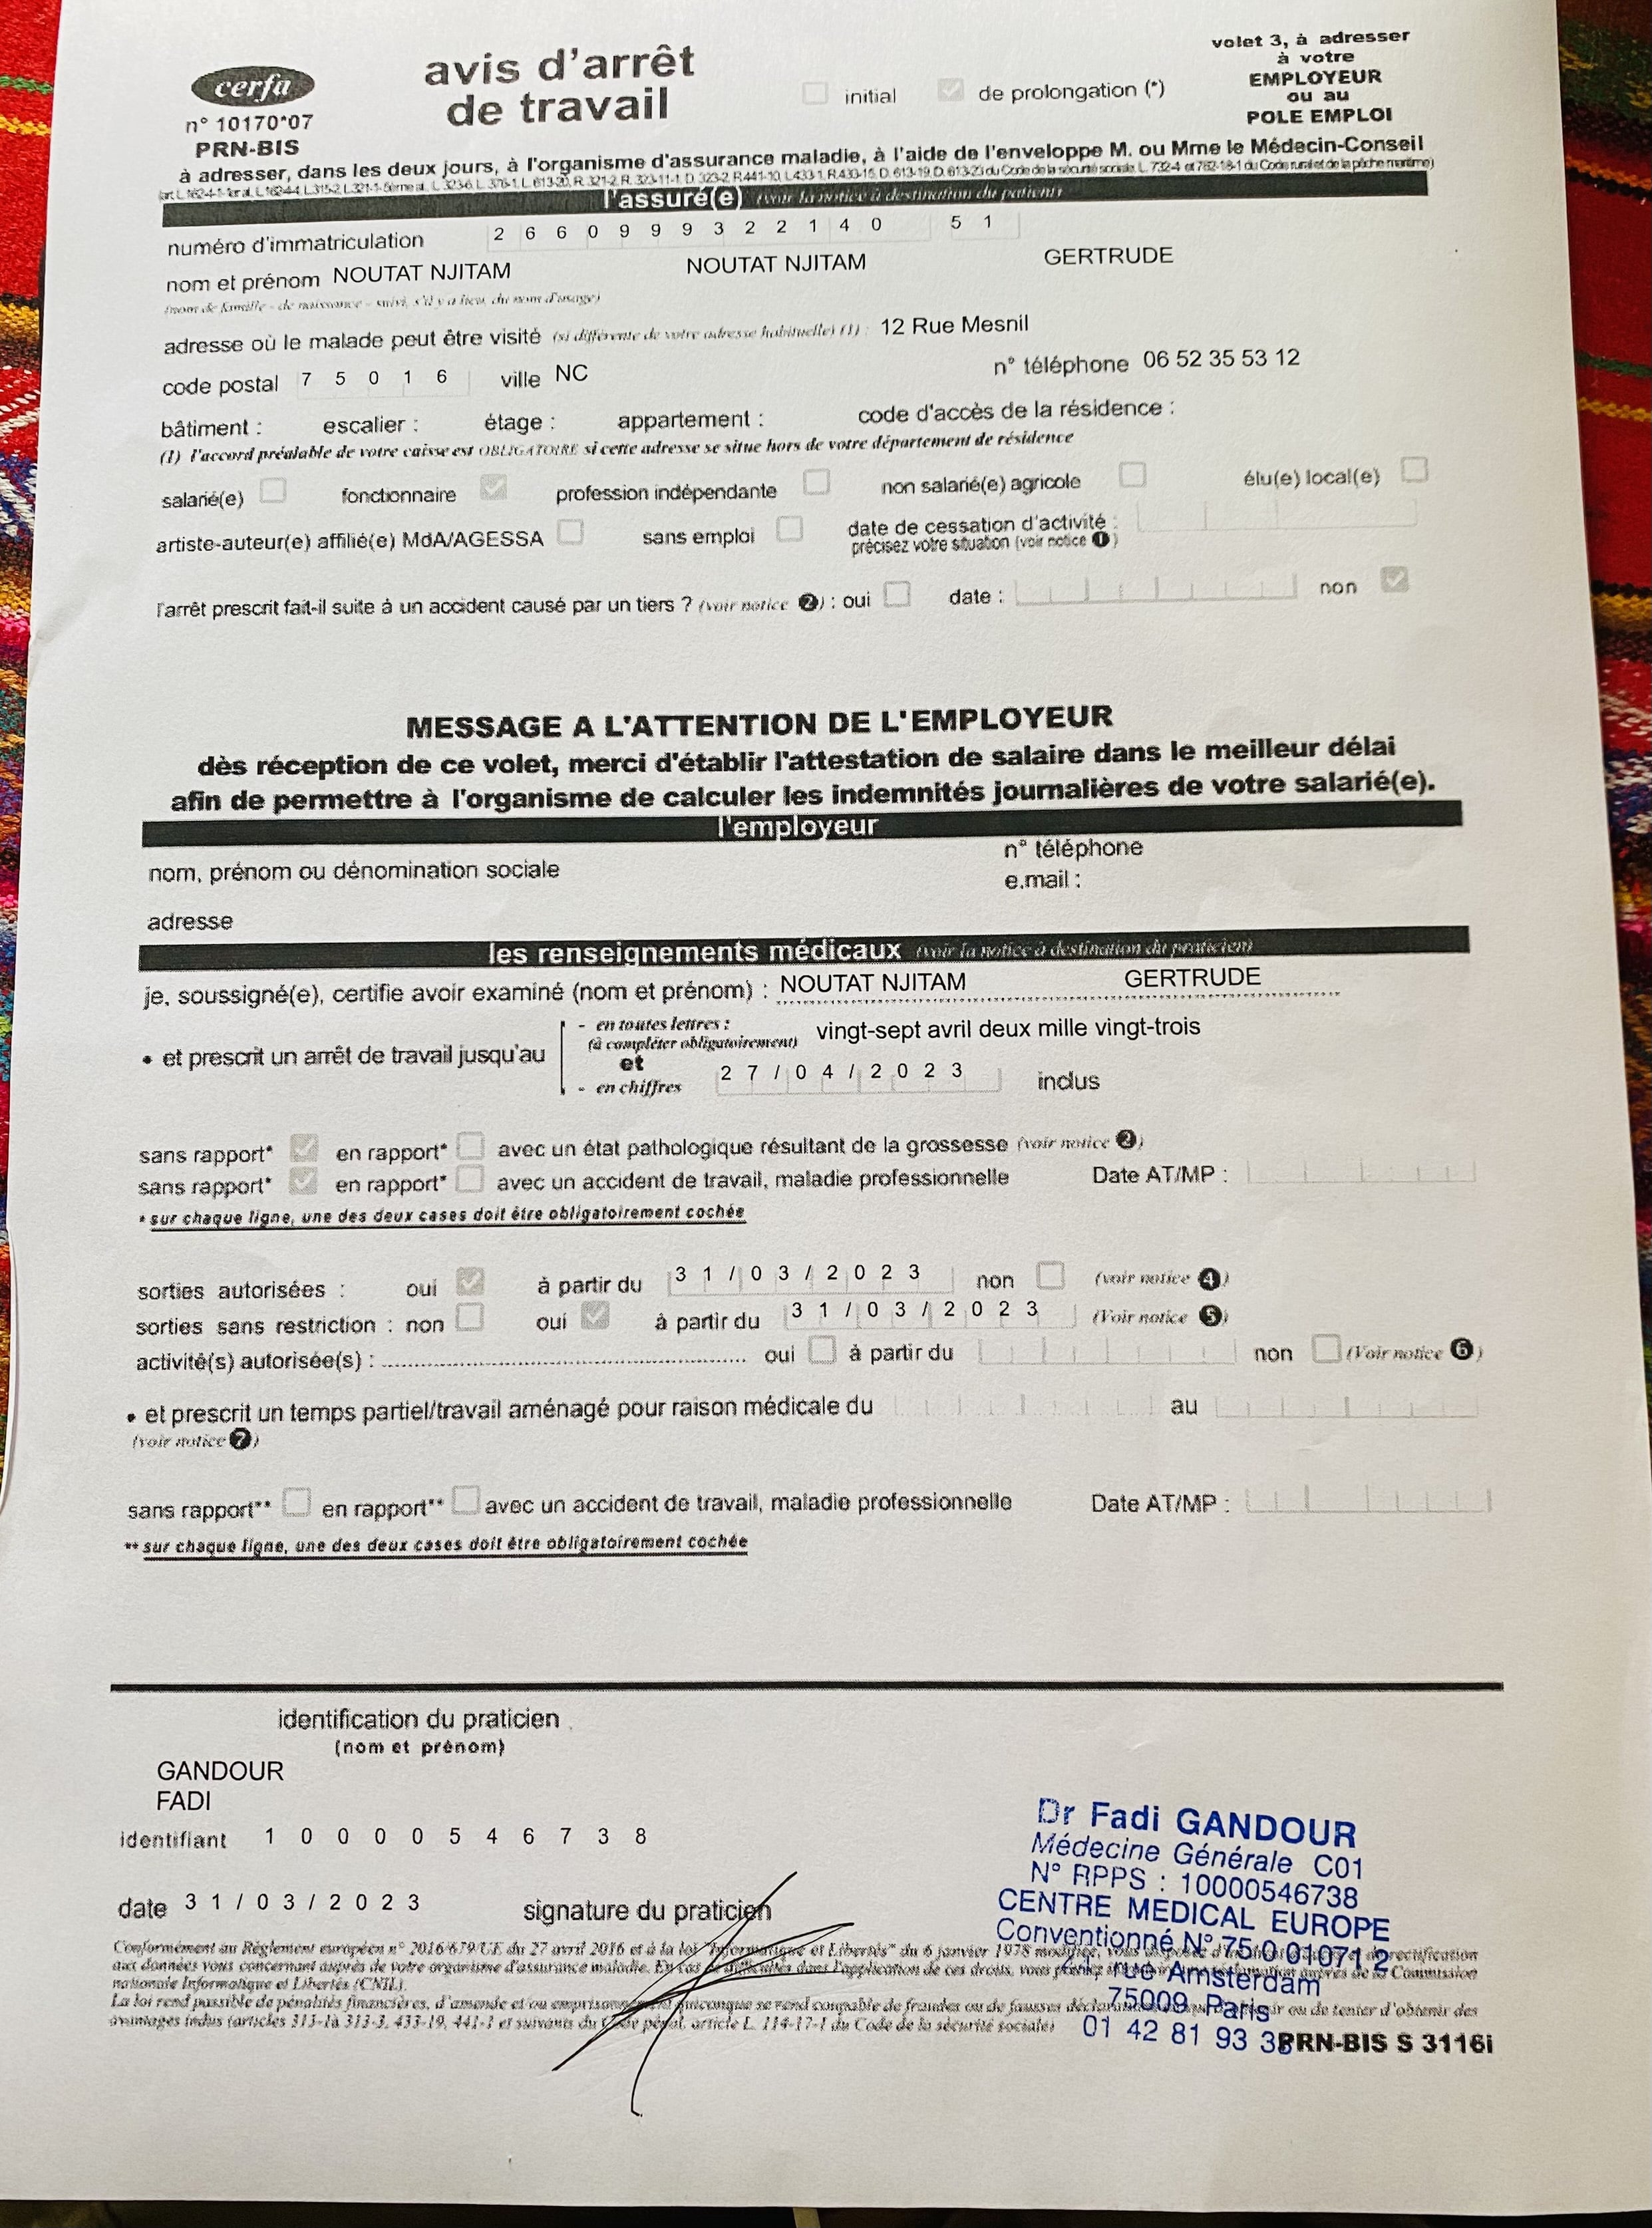 volet 3, à adresser
à votre
EMPLOYEUR
ou au
POLE EMPLOI
cerfa
n° 10170*07
PRN-BIS
avis d'arrêt
de travail
initial de prolongation (*)
à adresser, dans les deux jours, à l'organisme d'assurance maladie, à l'aide de l'enveloppe M. ou Mme le Médecin-Conseil
l'assuré(e) (voir la notice à destination du patient)
numéro d'immatriculation 2 6 6 0 9 9 9 3 2 2 1 4 0 5 1
nom et prénom NOUTAT NJITAM NOUTAT NJITAM GERTRUDE
(nom de famille - de naissance - suivi, s'il y a lieu, du nom d'usage)
adresse où le malade peut être visité (si différente de votre adresse habituelle) (1) : 12 Rue Mesnil
code postal 7 5 0 1 6 ville NC n° téléphone 06 52 35 53 12
bâtiment : escalier : étage : appartement : code d'accès de la résidence :
(1) l'accord préalable de votre caisse est OBLIGATOIRE si cette adresse se situe hors de votre département de résidence
salarié(e) fonctionnaire profession indépendante non salarié(e) agricole élu(e) local(e)
artiste-auteur(e) affilié(e) MdA/AGESSA sans emploi date de cessation d'activité :
précisez votre situation (voir notice 1)
l'arrêt prescrit fait-il suite à un accident causé par un tiers ? (voir notice 2) : oui date : non
MESSAGE A L'ATTENTION DE L'EMPLOYEUR
dès réception de ce volet, merci d'établir l'attestation de salaire dans le meilleur délai
afin de permettre à l'organisme de calculer les indemnités journalières de votre salarié(e).
l'employeur
nom, prénom ou dénomination sociale n° téléphone
e.mail :
adresse
les renseignements médicaux (voir la notice à destination du praticien)
je, soussigné(e), certifie avoir examiné (nom et prénom) : NOUTAT NJITAM GERTRUDE
- en toutes lettres : vingt-sept avril deux mille vingt-trois
(à compléter obligatoirement)
• et prescrit un arrêt de travail jusqu'au et
- en chiffres 2 7 / 0 4 / 2 0 2 3 inclus
sans rapport* en rapport* avec un état pathologique résultant de la grossesse (voir notice 2)
sans rapport* en rapport* avec un accident de travail, maladie professionnelle Date AT/MP :
* sur chaque ligne, une des deux cases doit être obligatoirement cochée
sorties autorisées : oui à partir du 3 1 / 0 3 / 2 0 2 3 non (voir notice 4)
sorties sans restriction : non oui à partir du 3 1 / 0 3 / 2 0 2 3 (Voir notice 5)
activité(s) autorisée(s) : oui à partir du non (Voir notice 6)
• et prescrit un temps partiel/travail aménagé pour raison médicale du au
(voir notice 7)
sans rapport** en rapport** avec un accident de travail, maladie professionnelle Date AT/MP :
** sur chaque ligne, une des deux cases doit être obligatoirement cochée
identification du praticien
(nom et prénom)
GANDOUR
FADI
identifiant 1 0 0 0 0 5 4 6 7 3 8
date 3 1 / 0 3 / 2 0 2 3 signature du praticien
Dr Fadi GANDOUR
Médecine Générale C01
N° RPPS : 10000546738
CENTRE MEDICAL EUROPE
Conventionné N° 75 0 01071 2
rue Amsterdam
75009 Paris
01 42 81 93 33
Conformément au Règlement européen n° 2016/679/UE du 27 avril 2016 et à la loi "Informatique et Libertés" du 6 janvier 1978 modifiée, vous disposez d'un rectification
aux données vous concernant auprès de votre organisme d'assurance maladie. En cas de difficultés dans l'application de ces droits, vous auprès de la Commission
nationale Informatique et Libertés (CNIL).
La loi rend passible de pénalités financières, d'amende et/ou emprisonnement quiconque se rend coupable de fraudes ou de fausses ou de tenter d'obtenir des
avantages indus (articles 313-1à 313-3, 433-19, 441-1 et suivants du Code pénal, article L. 114-17-1 du Code de la sécurité sociale)
PRN-BIS S 3116i